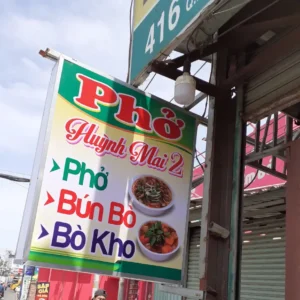 Phở
Huỳnh Mai 2
Phở
Bún Bò
Bò Kho
416